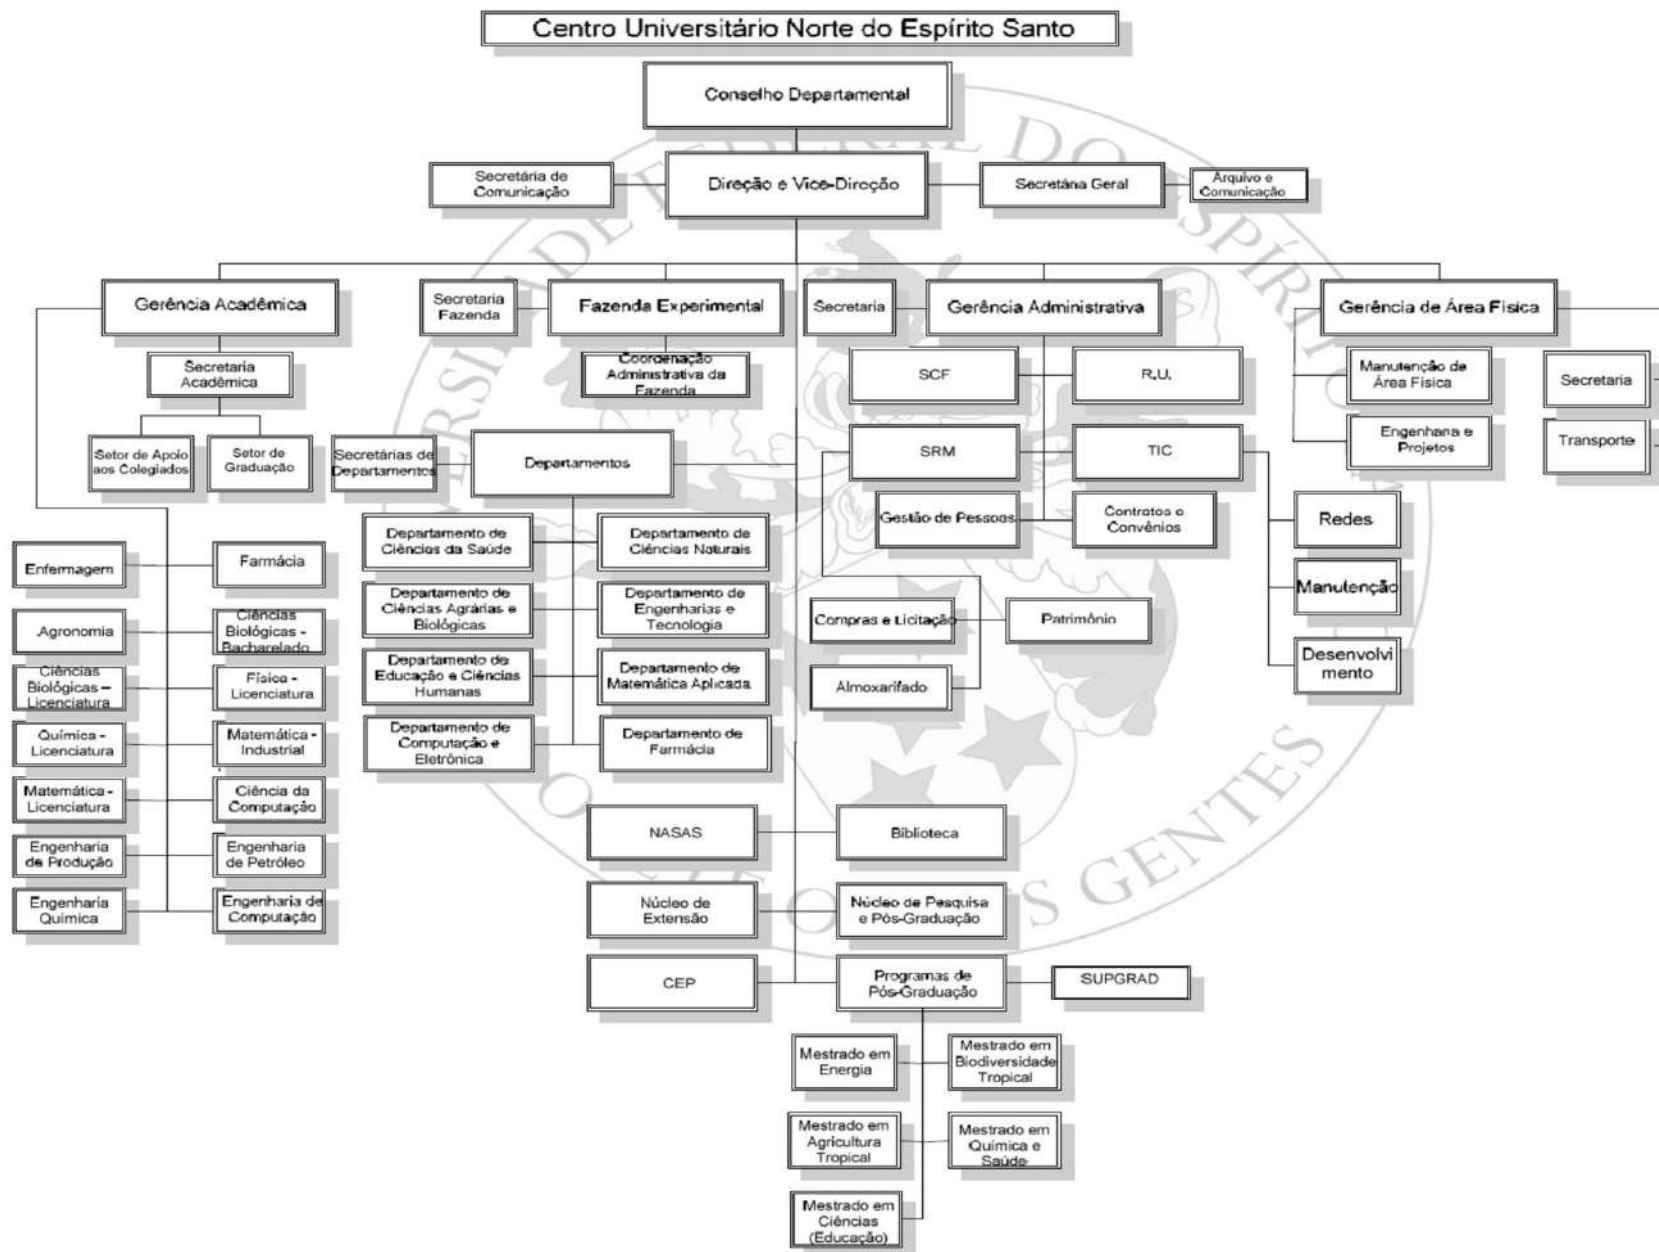 Centro Universitário Norte do Espírito Santo
Conselho Departamental
Secretária de
Comunicação
Direção e Vice-Direção
Secretária Geral
Arquivo e
Comunicação
Gerência Acadêmica
Secretaria
Fazenda
Fazenda Experimental
Secretaria
Gerência Administrativa
Gerência de Área Física
Secretaria
Acadêmica
Coordenação
Administrativa da
Fazenda
SCF
R.U.
Manutenção de
Área Física
Secretaria
Setor de Apoio
aos Colegiados
Setor de
Graduação
Secretárias de
Departamentos
Departamentos
SRM
TIC
Engenharia e
Projetos
Transporte
Gestão de Pessoas
Contratos e
Convênios
Redes
Manutenção
Desenvolvi
mento
Departamento de
Ciências da Saúde
Departamento de
Ciências Naturais
Departamento de
Ciências Agrárias e
Biológicas
Departamento de
Engenharias e
Tecnologia
Departamento de
Educação e Ciências
Humanas
Departamento de
Matemática Aplicada
Departamento de
Computação e
Eletrônica
Departamento de
Farmácia
Compras e Licitação
Patrimônio
Almoxarifado
Enfermagem
Farmácia
Agronomia
Ciências
Biológicas -
Bacharelado
Ciências
Biológicas –
Licenciatura
Física -
Licenciatura
Química -
Licenciatura
Matemática -
Industrial
Matemática -
Licenciatura
Ciência da
Computação
Engenharia
de Produção
Engenharia
de Petróleo
Engenharia
Química
Engenharia de
Computação
NASAS
Biblioteca
Núcleo de
Extensão
Núcleo de Pesquisa
e Pós-Graduação
CEP
Programas de
Pós-Graduação
SUPGRAD
Mestrado em
Energia
Mestrado em
Biodiversidade
Tropical
Mestrado em
Agricultura
Tropical
Mestrado em
Química e
Saúde
Mestrado em
Ciências
(Educação)